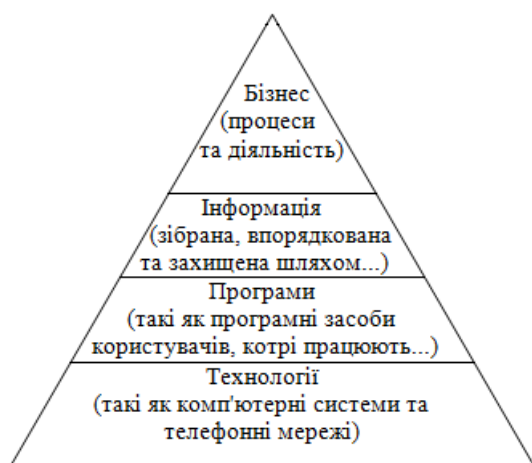 Бізнес
(процеси
та діяльність)
Інформація
(зібрана, впорядкована
та захищена шляхом...)
Програми
(такі як програмні засоби
користувачів, котрі працюють...)
Технології
(такі як комп'ютерні системи та
телефонні мережі)